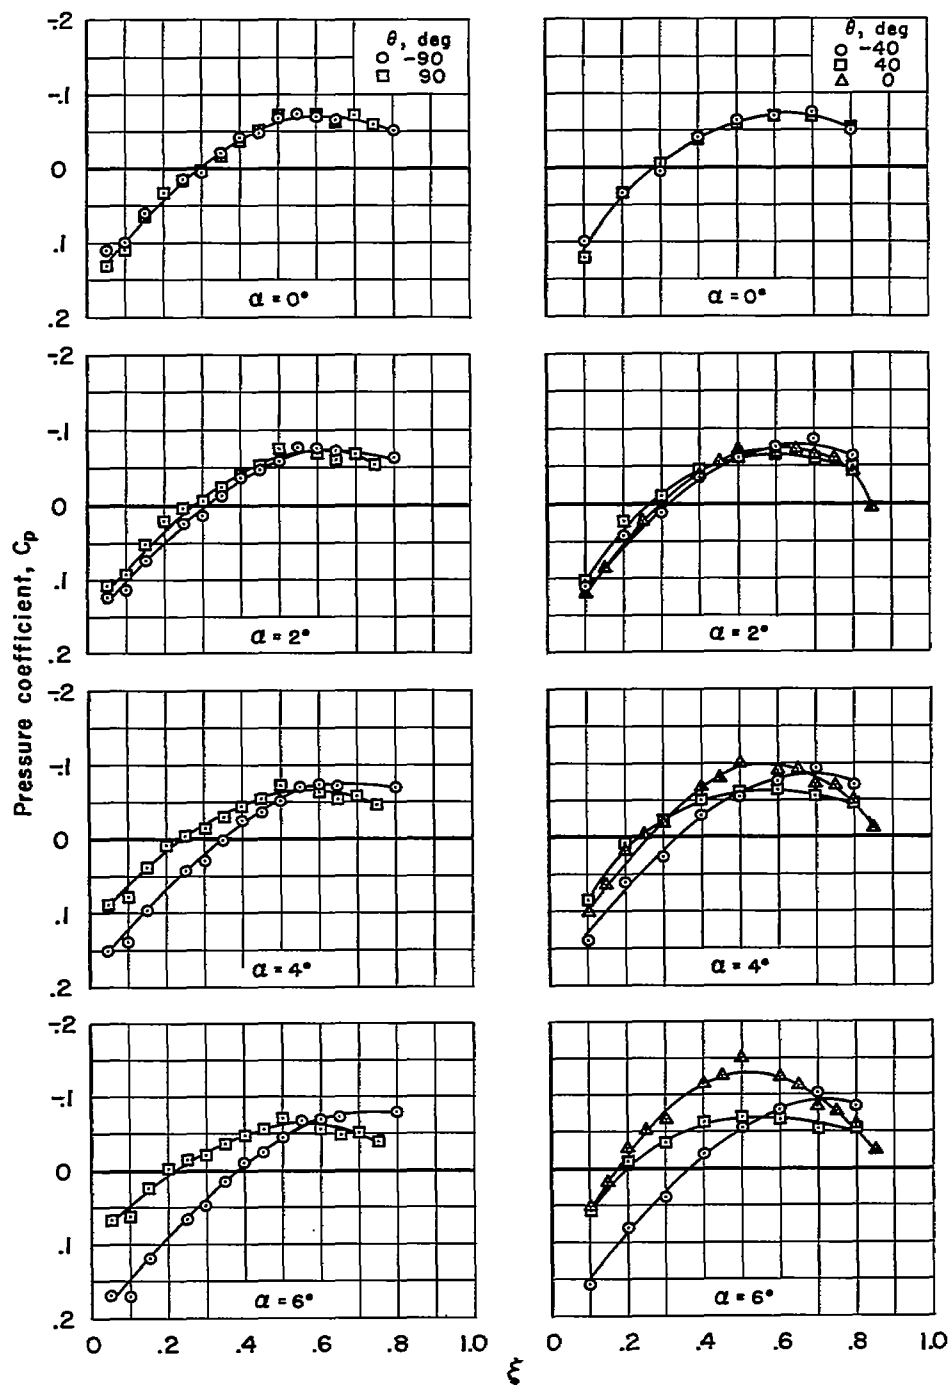 -.2
-.1
0
.1
.2
θ, deg
○ -90
□ 90
α = 0°
θ, deg
○ -40
□ 40
△ 0
α = 0°
-.2
-.1
0
.1
.2
α = 2°
α = 2°
-.2
-.1
0
.1
.2
α = 4°
α = 4°
-.2
-.1
0
.1
.2
α = 6°
α = 6°
Pressure coefficient, Cp
0 .2 .4 .6 .8 1.0
0 .2 .4 .6 .8 1.0
ξ